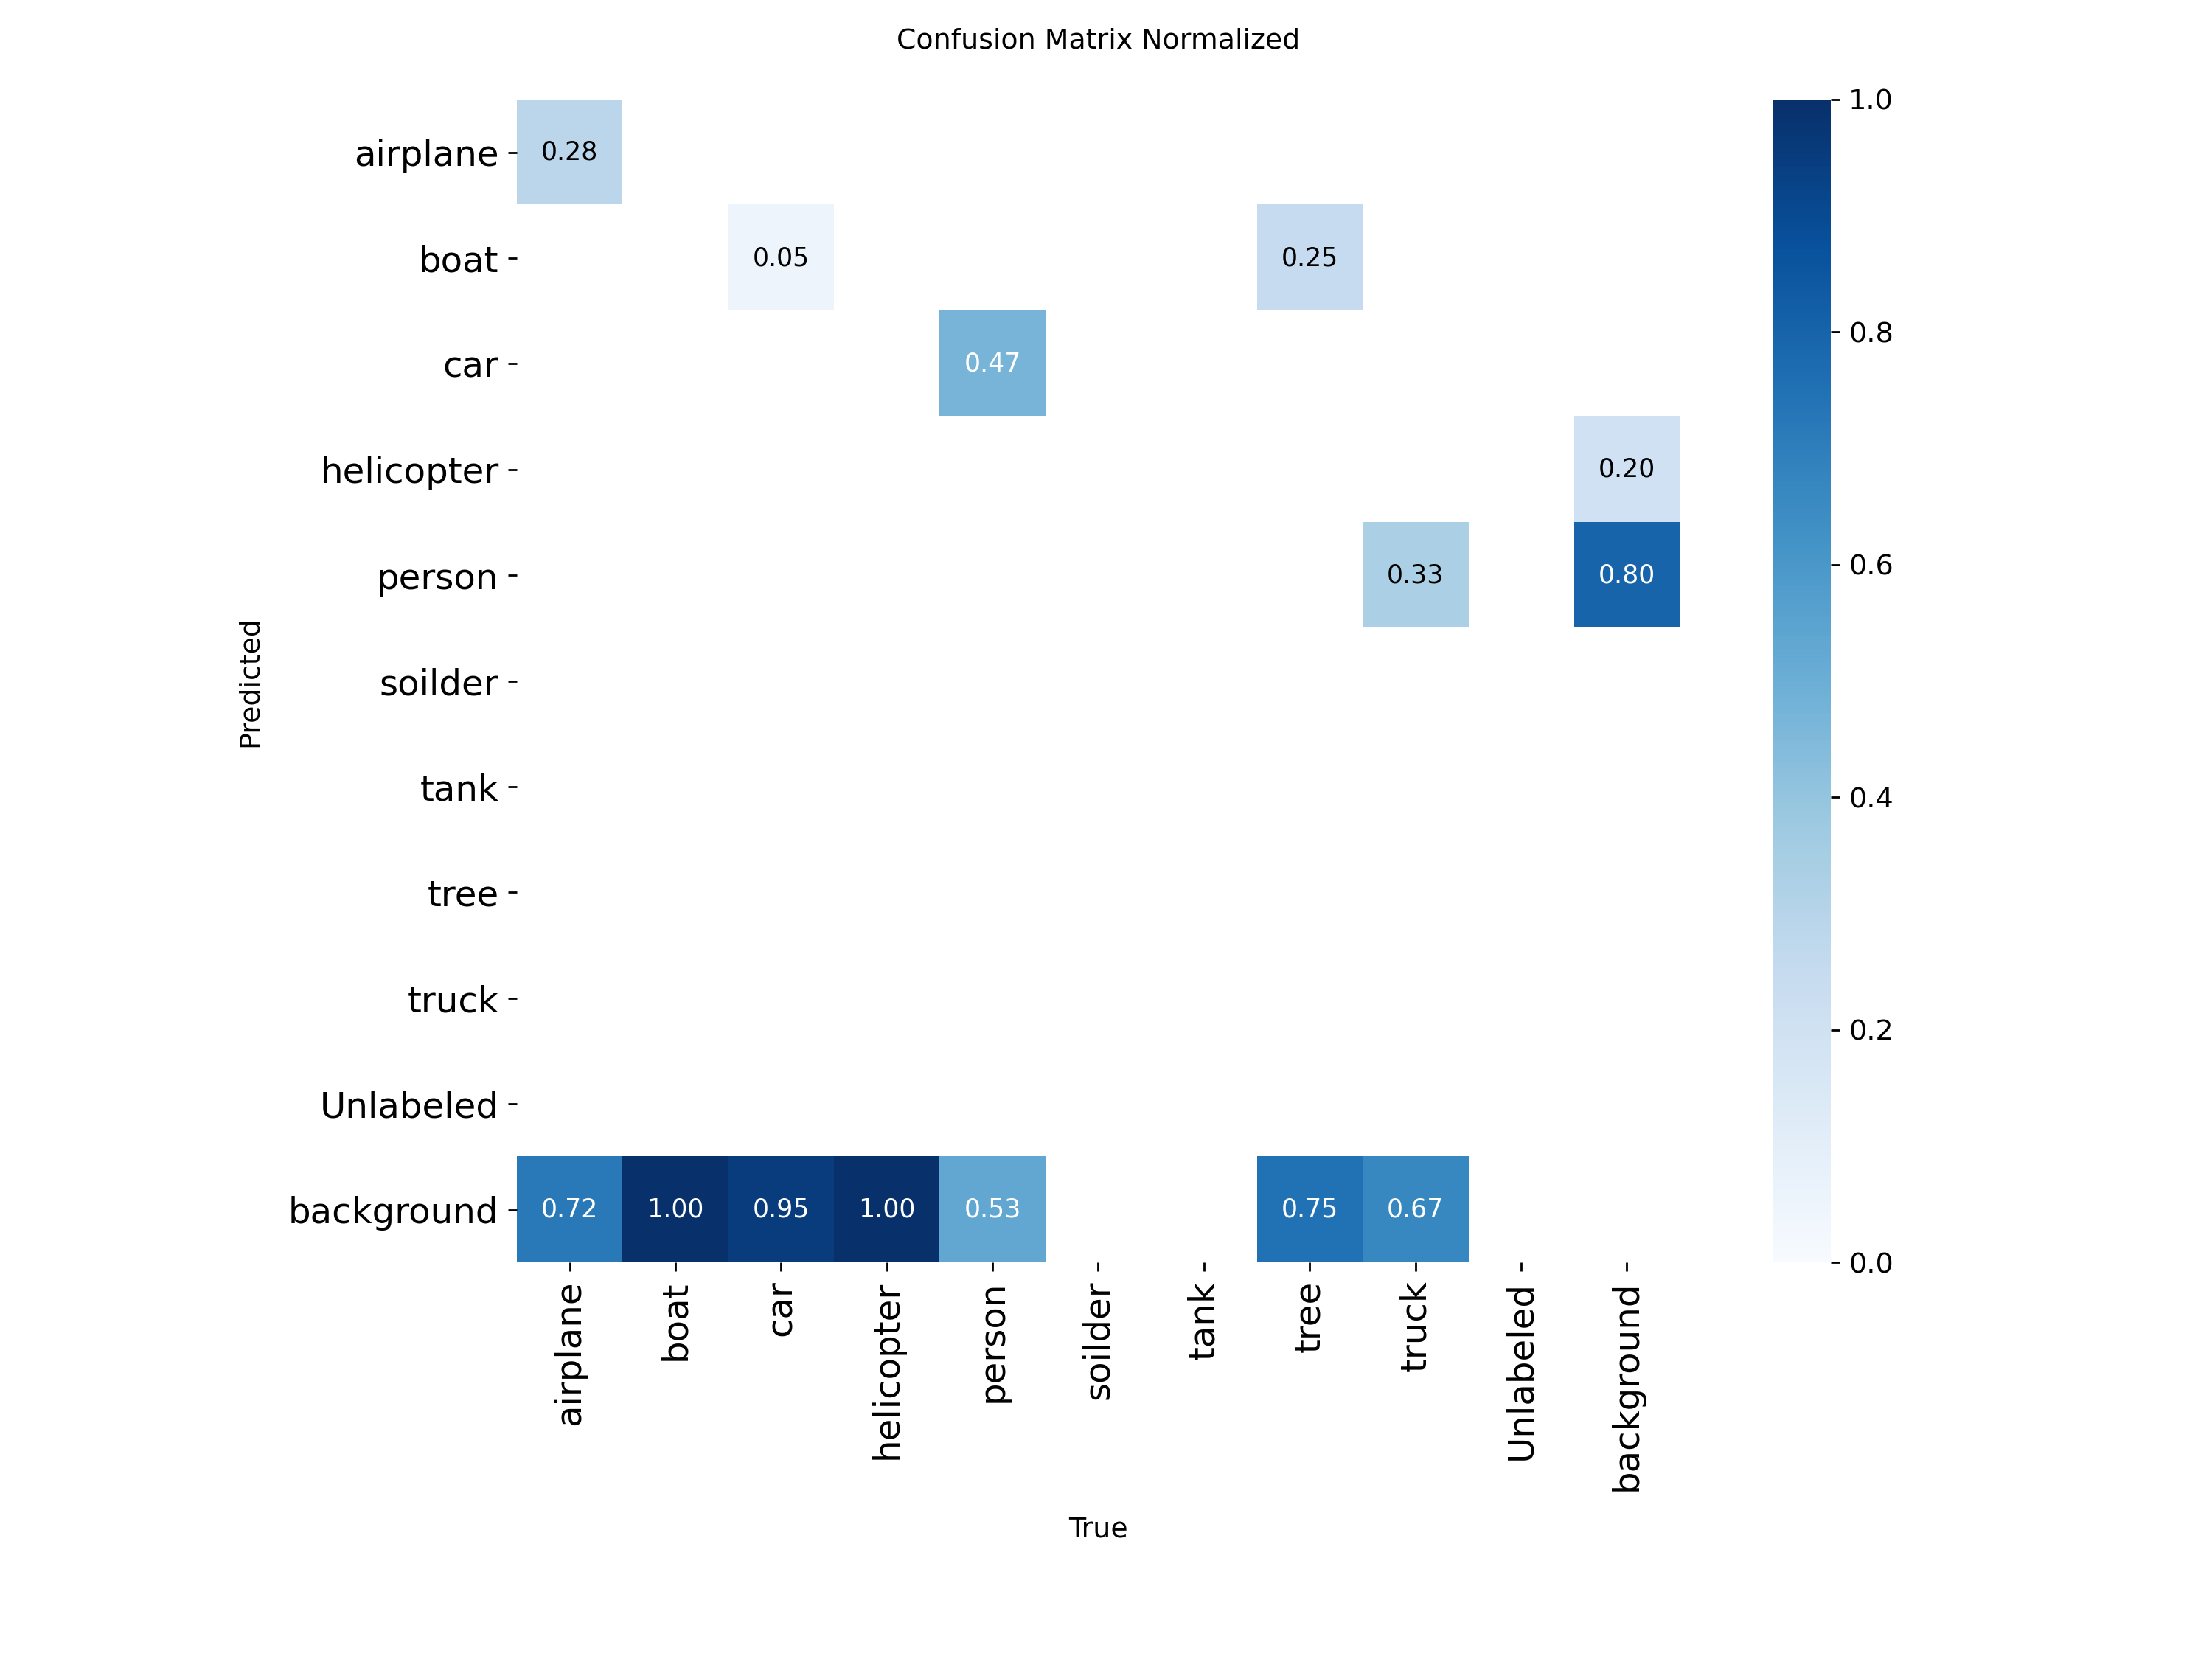 Confusion Matrix Normalized
airplane
boat
car
helicopter
person
soilder
tank
tree
truck
Unlabeled
background
Predicted
0.28
0.05 0.25
0.47
0.20
0.33 0.80
0.72 1.00 0.95 1.00 0.53 0.75 0.67
airplane
boat
car
helicopter
person
soilder
tank
tree
truck
Unlabeled
background
True
1.0
0.8
0.6
0.4
0.2
0.0